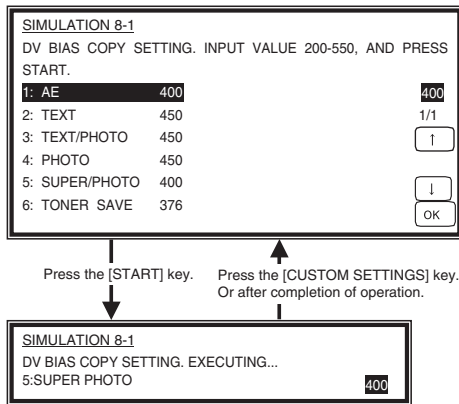 SIMULATION 8-1
DV BIAS COPY SETTING. INPUT VALUE 200-550, AND PRESS
START.
1: AE 400 400
2: TEXT 450 1/1
3: TEXT/PHOTO 450 ↑
4: PHOTO 450
5: SUPER/PHOTO 400 ↓
6: TONER SAVE 376 OK
Press the [START] key.
Press the [CUSTOM SETTINGS] key.
Or after completion of operation.
SIMULATION 8-1
DV BIAS COPY SETTING. EXECUTING...
5:SUPER PHOTO 400